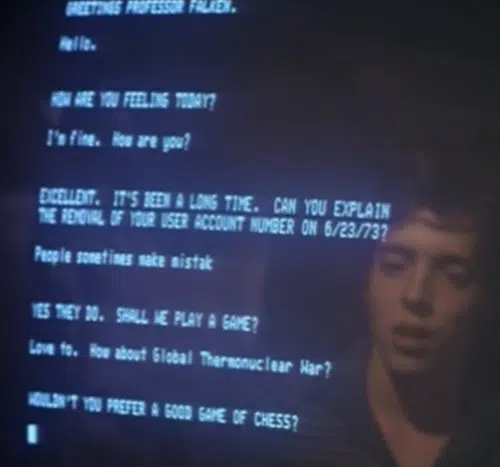 GREETINGS PROFESSOR FALKEN.
Hello.
HOW ARE YOU FEELING TODAY?
I'm fine. How are you?
EXCELLENT. IT'S BEEN A LONG TIME. CAN YOU EXPLAIN
THE REMOVAL OF YOUR USER ACCOUNT NUMBER ON 6/23/73?
People sometimes make mistak
YES THEY DO. SHALL WE PLAY A GAME?
Love to. How about Global Thermonuclear War?
WOULDN'T YOU PREFER A GOOD GAME OF CHESS?